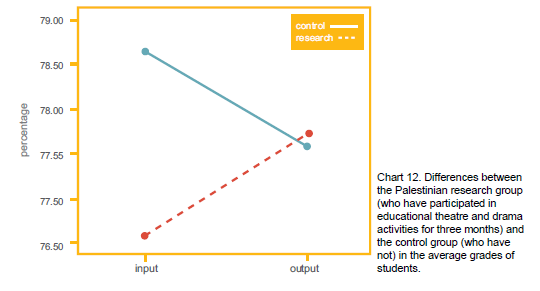 79.00
78.50
78.00
77.55
77.50
76.50
percentage
control
research
input
output
Chart 12. Differences between
the Palestinian research group
(who have participated in
educational theatre and drama
activities for three months) and
the control group (who have
not) in the average grades of
students.